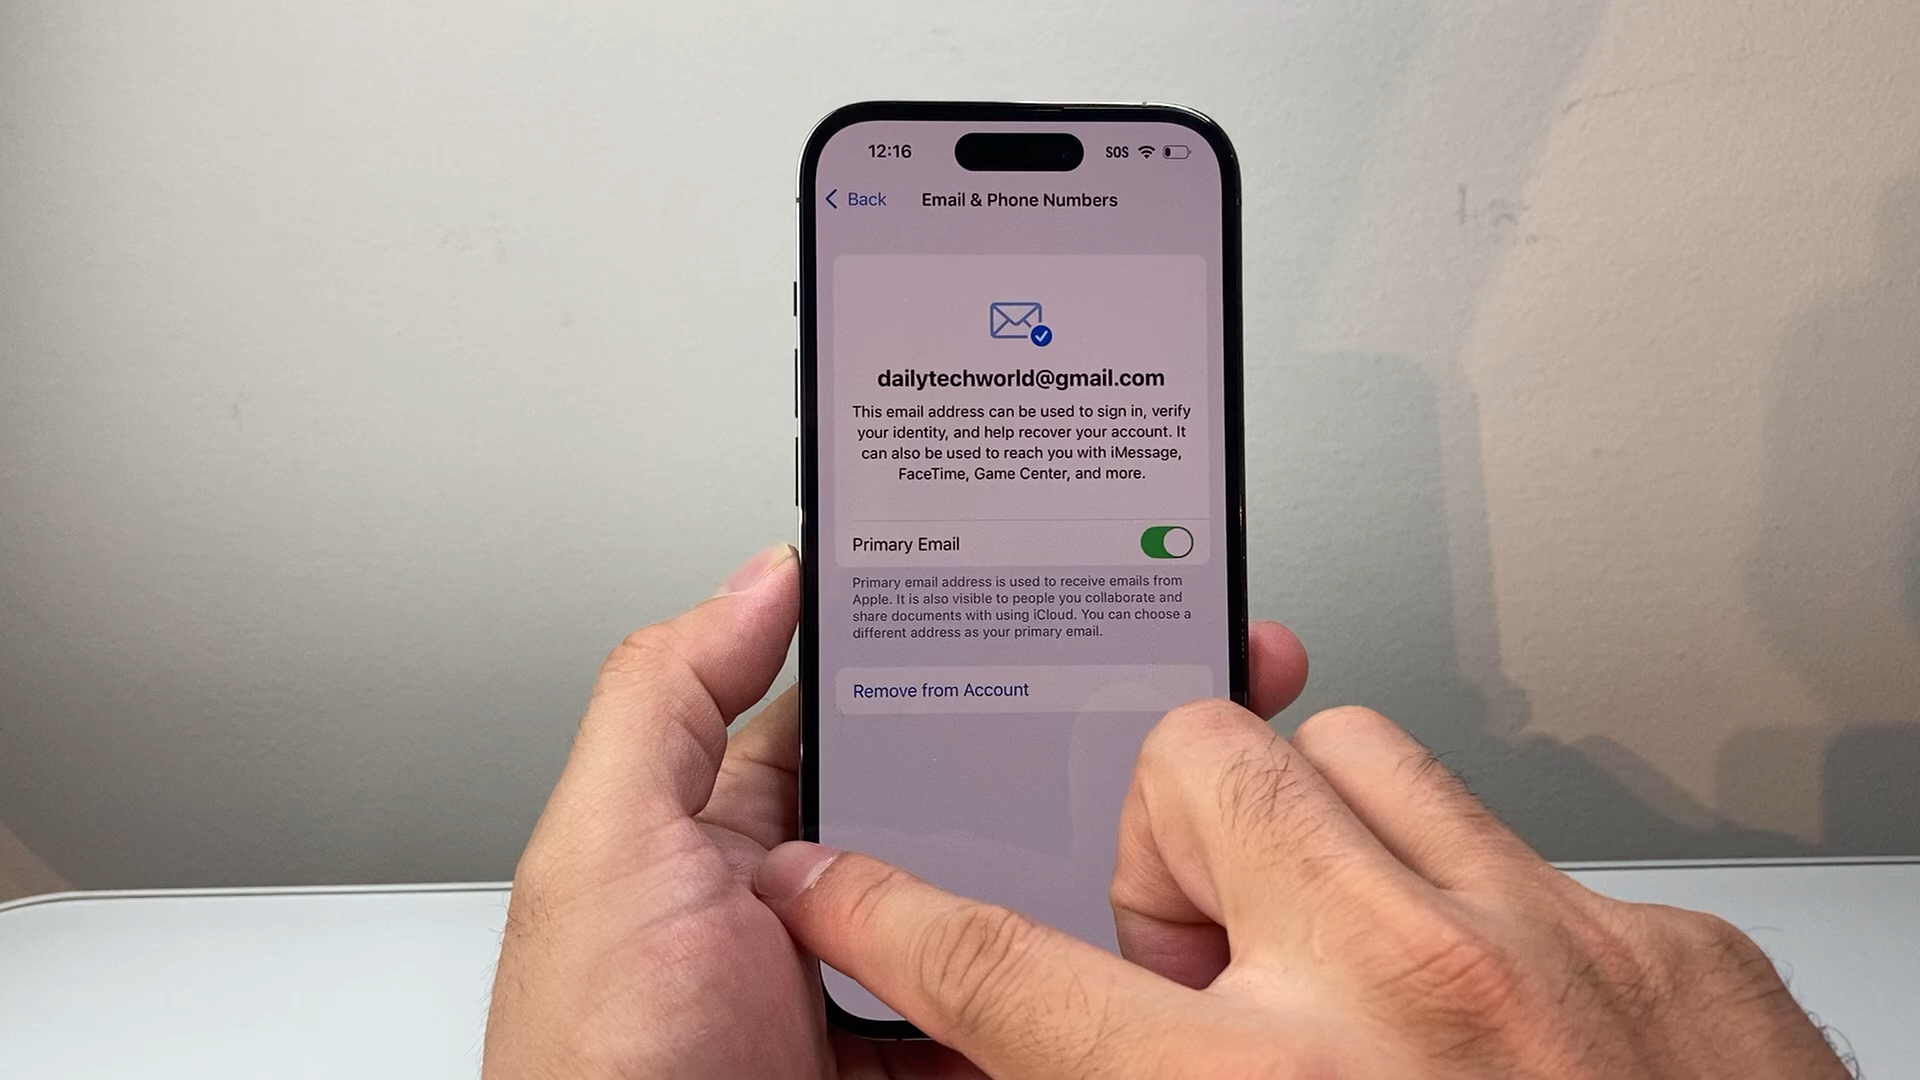 12:16
SOS
Back
Email & Phone Numbers
dailytechworld@gmail.com
This email address can be used to sign in, verify
your identity, and help recover your account. It
can also be used to reach you with iMessage,
FaceTime, Game Center, and more.
Primary Email
Primary email address is used to receive emails from
Apple. It is also visible to people you collaborate and
share documents with using iCloud. You can choose a
different address as your primary email.
Remove from Account